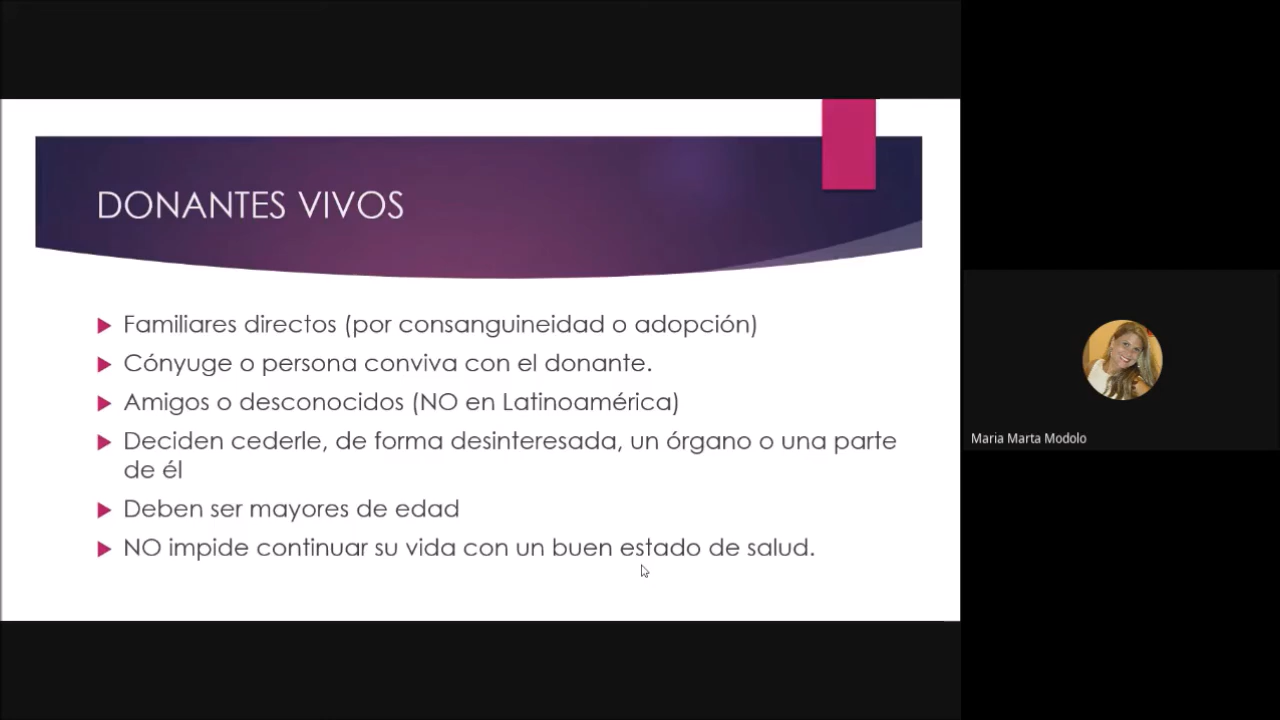 DONANTES VIVOS
Familiares directos (por consanguineidad o adopción)
Cónyuge o persona conviva con el donante.
Amigos o desconocidos (NO en Latinoamérica)
Deciden cederle, de forma desinteresada, un órgano o una parte
de él
Deben ser mayores de edad
NO impide continuar su vida con un buen estado de salud.
Maria Marta Modolo